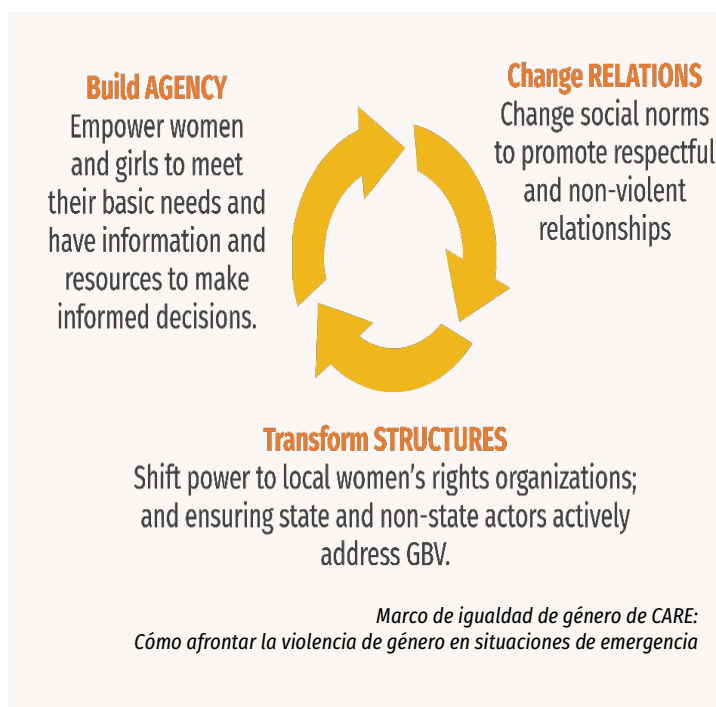 Build AGENCY
Empower women
and girls to meet
their basic needs and
have information and
resources to make
informed decisions.
Change RELATIONS
Change social norms
to promote respectful
and non-violent
relationships
Transform STRUCTURES
Shift power to local women’s rights organizations;
and ensuring state and non-state actors actively
address GBV.
Marco de igualdad de género de CARE:
Cómo afrontar la violencia de género en situaciones de emergencia